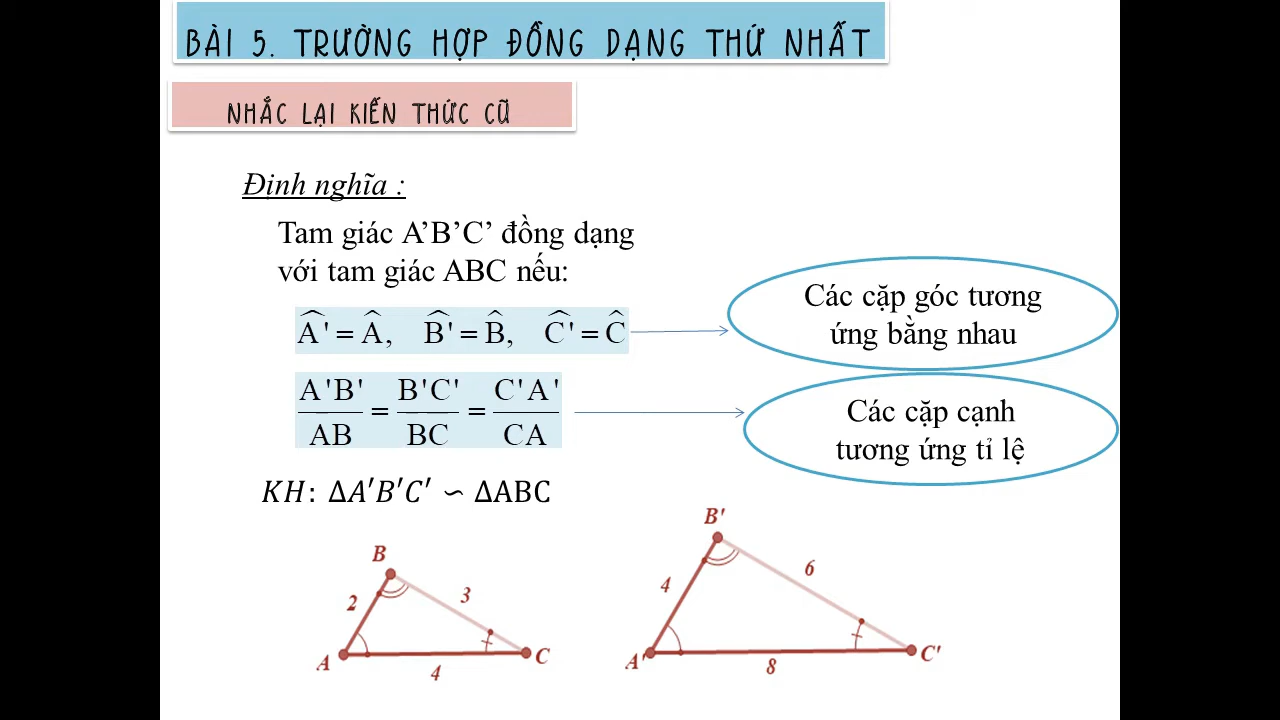 BÀI 5. TRƯỜNG HỢP ĐỒNG DẠNG THỨ NHẤT
NHẮC LẠI KIẾN THỨC CŨ
Định nghĩa :
Tam giác A’B’C’ đồng dạng
với tam giác ABC nếu:
Â' = Â, B̂' = B̂, Ĉ' = Ĉ
Các cặp góc tương
ứng bằng nhau
A'B'/AB = B'C'/BC = C'A'/CA
Các cặp cạnh
tương ứng tỉ lệ
KH: ΔA′B′C′ ∽ ΔABC
B
2
3
A
4
C
B'
4
6
A'
8
C'